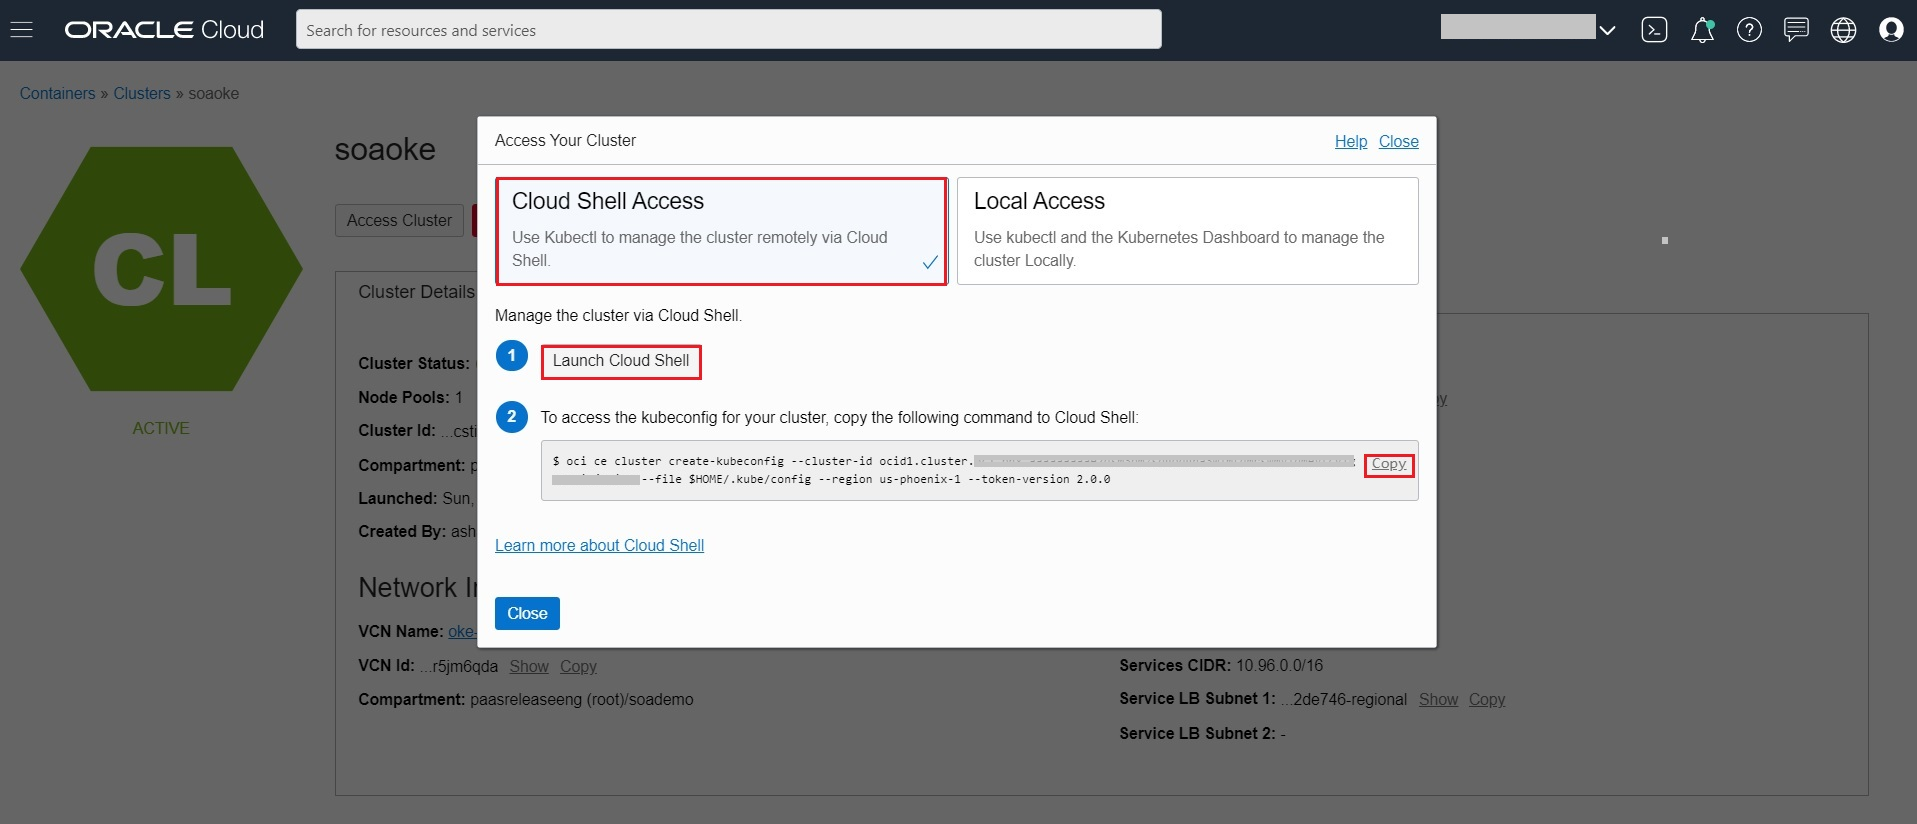 ORACLE Cloud
Search for resources and services
Containers » Clusters » soaoke
CL
ACTIVE
soaoke
Access Cluster
Cluster Details
Cluster Status:
Node Pools: 1
Cluster Id: ...csti
Compartment:
Launched: Sun,
Created By: ash
Network
VCN Name: oke-
VCN Id: ...r5jm6qda Show Copy
Compartment: paasreleaseeng (root)/soademo
Services CIDR: 10.96.0.0/16
Service LB Subnet 1: ...2de746-regional Show Copy
Service LB Subnet 2: -
Access Your Cluster
Help Close
Cloud Shell Access
Use Kubectl to manage the cluster remotely via Cloud
Shell.
Local Access
Use kubectl and the Kubernetes Dashboard to manage the
cluster Locally.
Manage the cluster via Cloud Shell.
1 Launch Cloud Shell
2 To access the kubeconfig for your cluster, copy the following command to Cloud Shell:
$ oci ce cluster create-kubeconfig --cluster-id ocid1.cluster.
--file $HOME/.kube/config --region us-phoenix-1 --token-version 2.0.0
Copy
Learn more about Cloud Shell
Close